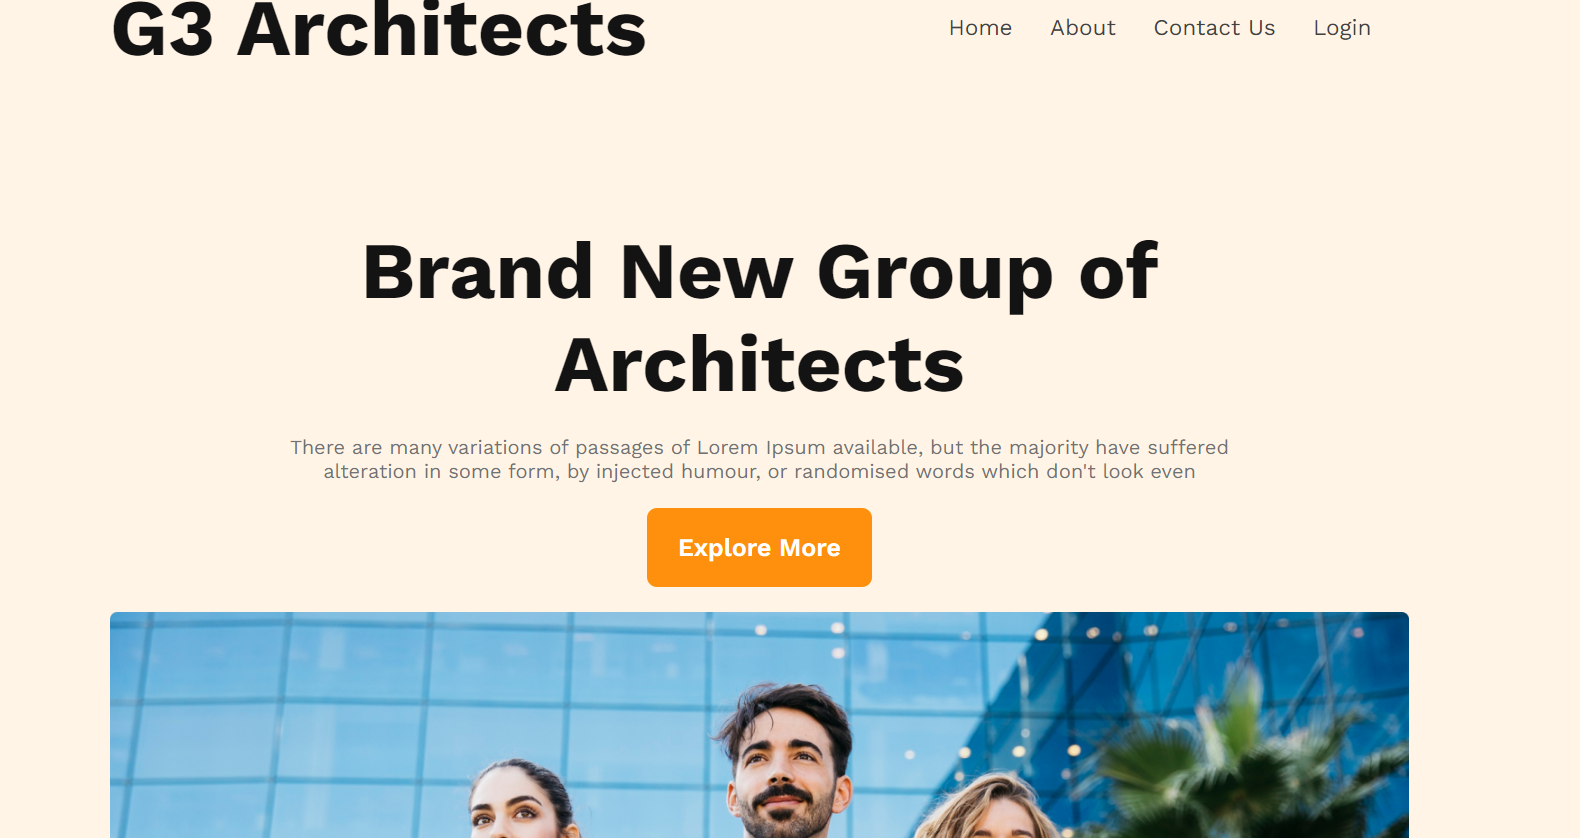 G3 Architects
Home About Contact Us Login
Brand New Group of
Architects
There are many variations of passages of Lorem Ipsum available, but the majority have suffered
alteration in some form, by injected humour, or randomised words which don't look even
Explore More